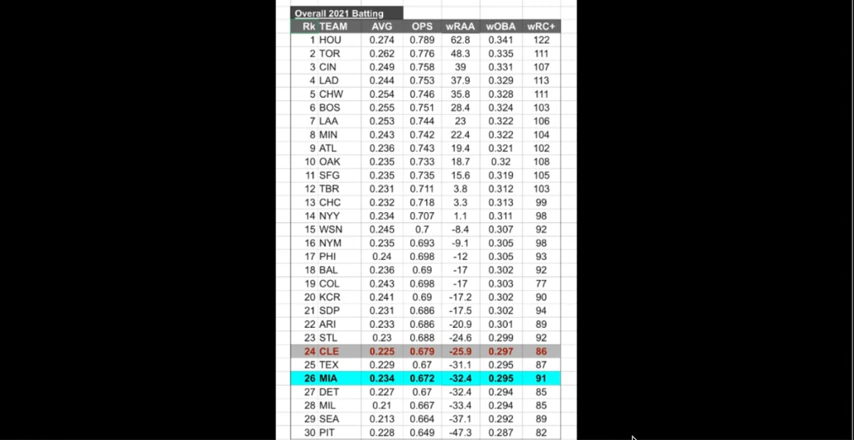 Overall 2021 Batting
Rk TEAM AVG OPS wRAA wOBA wRC+
1 HOU 0.274 0.789 62.8 0.341 122
2 TOR 0.262 0.776 48.3 0.335 111
3 CIN 0.249 0.758 39 0.331 107
4 LAD 0.244 0.753 37.9 0.329 113
5 CHW 0.254 0.746 35.8 0.328 111
6 BOS 0.255 0.751 28.4 0.324 103
7 LAA 0.253 0.744 23 0.322 106
8 MIN 0.243 0.742 22.4 0.322 104
9 ATL 0.236 0.743 19.4 0.321 102
10 OAK 0.235 0.733 18.7 0.32 108
11 SFG 0.235 0.735 15.6 0.319 105
12 TBR 0.231 0.711 3.8 0.312 103
13 CHC 0.232 0.718 3.3 0.313 99
14 NYY 0.234 0.707 1.1 0.311 98
15 WSN 0.245 0.7 -8.4 0.307 92
16 NYM 0.235 0.693 -9.1 0.305 98
17 PHI 0.24 0.698 -12 0.305 93
18 BAL 0.236 0.69 -17 0.302 92
19 COL 0.243 0.698 -17 0.303 77
20 KCR 0.241 0.69 -17.2 0.302 90
21 SDP 0.231 0.686 -17.5 0.302 94
22 ARI 0.233 0.686 -20.9 0.301 89
23 STL 0.23 0.688 -24.6 0.299 92
24 CLE 0.225 0.679 -25.9 0.297 86
25 TEX 0.229 0.67 -31.1 0.295 87
26 MIA 0.234 0.672 -32.4 0.295 91
27 DET 0.227 0.67 -32.4 0.294 85
28 MIL 0.21 0.667 -33.4 0.294 85
29 SEA 0.213 0.664 -37.1 0.292 89
30 PIT 0.228 0.649 -47.3 0.287 82